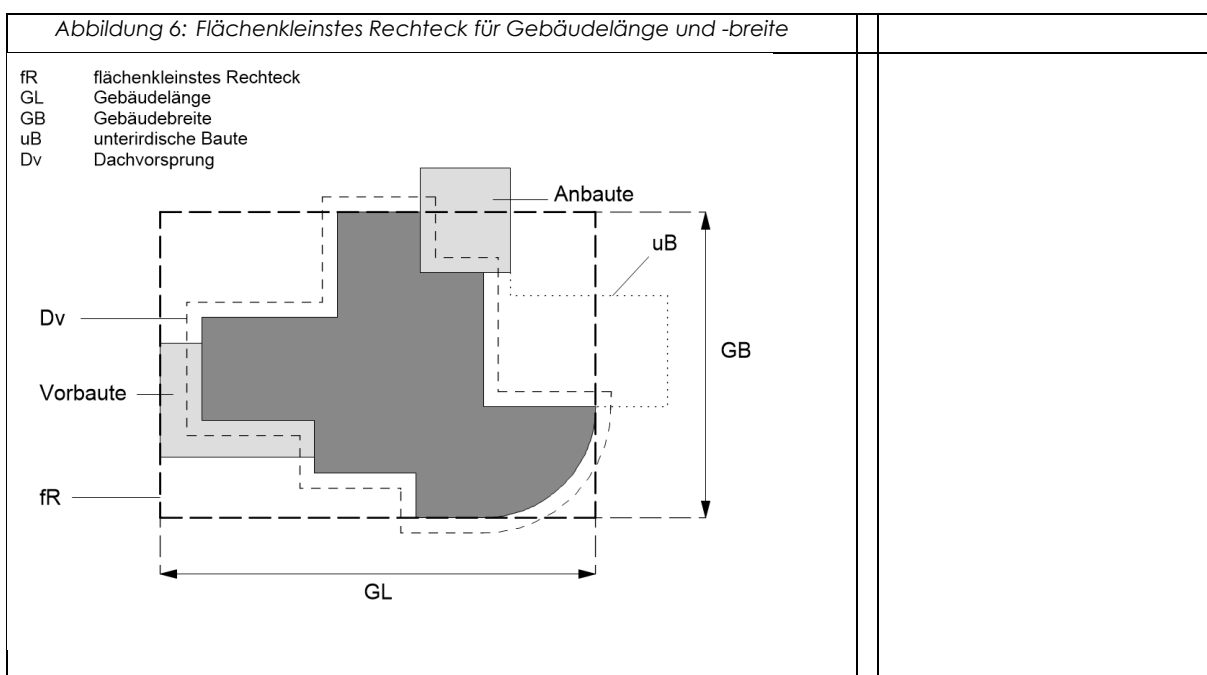 Abbildung 6: Flächenkleinstes Rechteck für Gebäudelänge und -breite
fR flächenkleinstes Rechteck
GL Gebäudelänge
GB Gebäudebreite
uB unterirdische Baute
Dv Dachvorsprung
Anbaute
uB
Dv
GB
Vorbaute
fR
GL